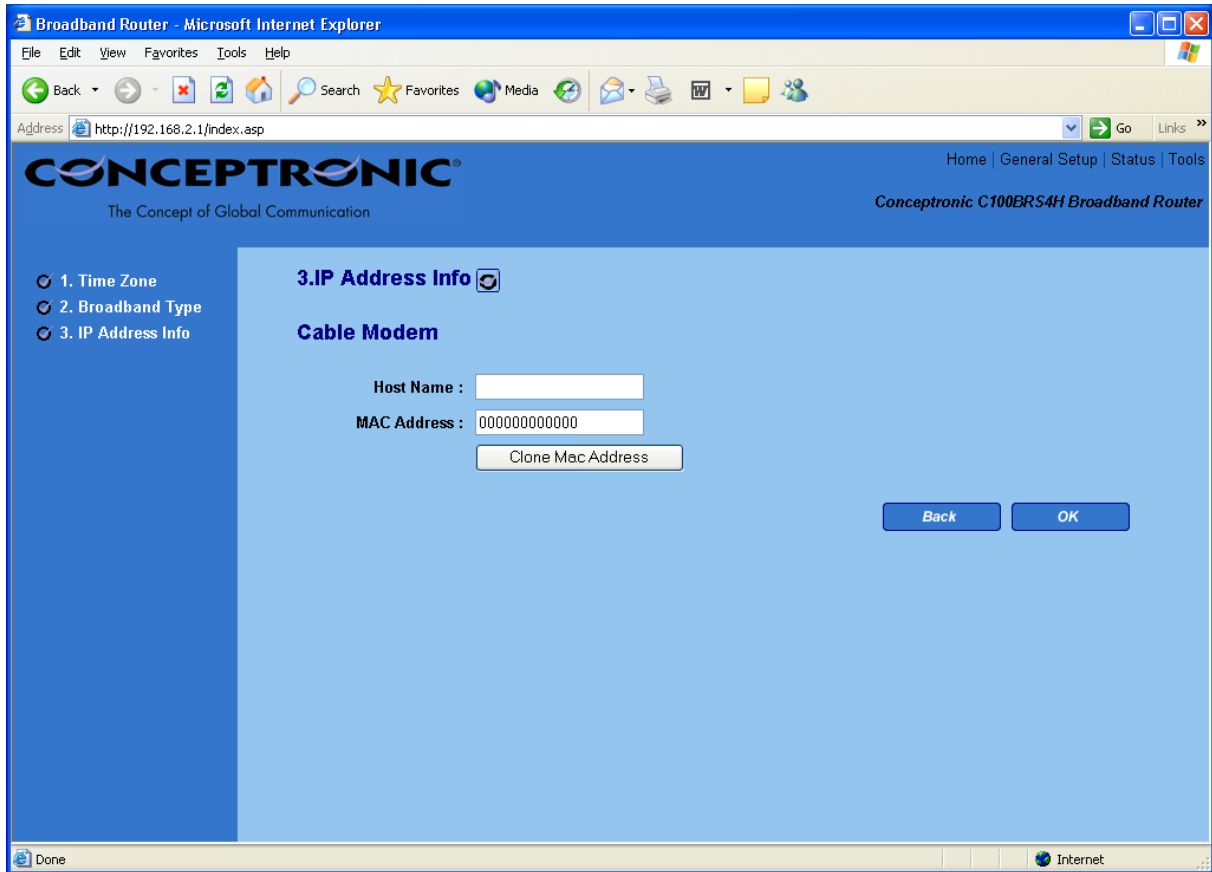 Broadband Router - Microsoft Internet Explorer
File Edit View Favorites Tools Help
Back Search Favorites Media
Address http://192.168.2.1/index.asp Go Links »
CONCEPTRONIC®
The Concept of Global Communication
Home | General Setup | Status | Tools
Conceptronic C100BRS4H Broadband Router
1. Time Zone
2. Broadband Type
3. IP Address Info
3.IP Address Info
Cable Modem
Host Name :
MAC Address : 000000000000
Clone Mac Address
Back OK
Done Internet